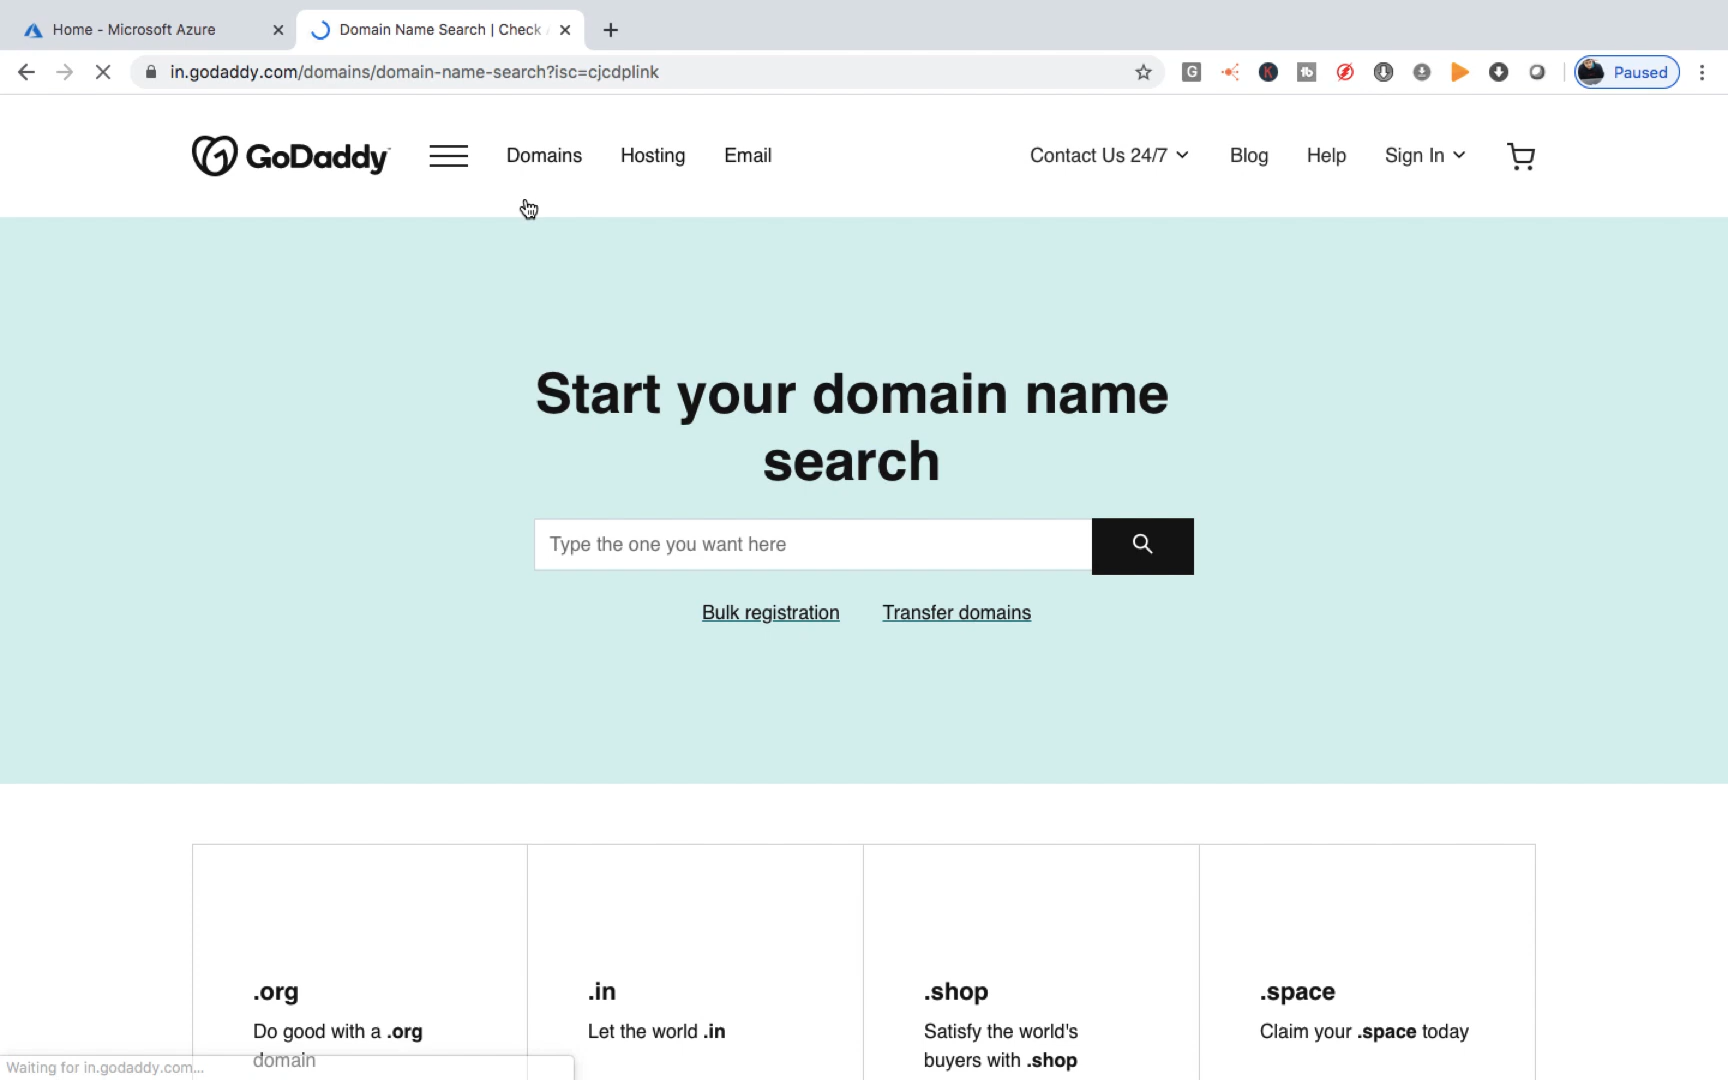 Home - Microsoft Azure
Domain Name Search | Check
in.godaddy.com/domains/domain-name-search?isc=cjcdplink
Paused
GoDaddy
Domains
Hosting
Email
Contact Us 24/7
Blog
Help
Sign In
Start your domain name
search
Type the one you want here
Bulk registration
Transfer domains
.org
Do good with a .org
domain
.in
Let the world .in
.shop
Satisfy the world's
buyers with .shop
.space
Claim your .space today
Waiting for in.godaddy.com...